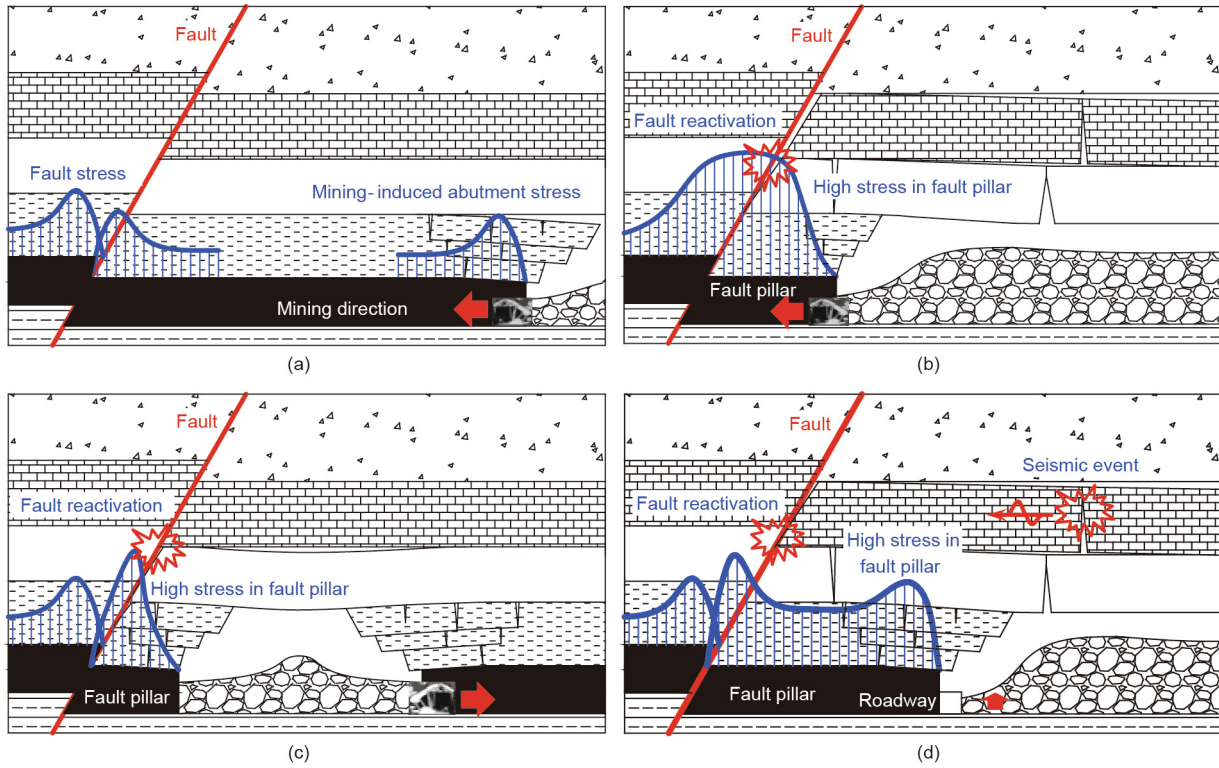 Fault
Fault stress
Mining-induced abutment stress
Mining direction
(a)
Fault
Fault reactivation
High stress in fault pillar
Fault pillar
(b)
Fault
Fault reactivation
High stress in fault pillar
Fault pillar
(c)
Fault
Seismic event
Fault reactivation
High stress in
fault pillar
Fault pillar
Roadway
(d)